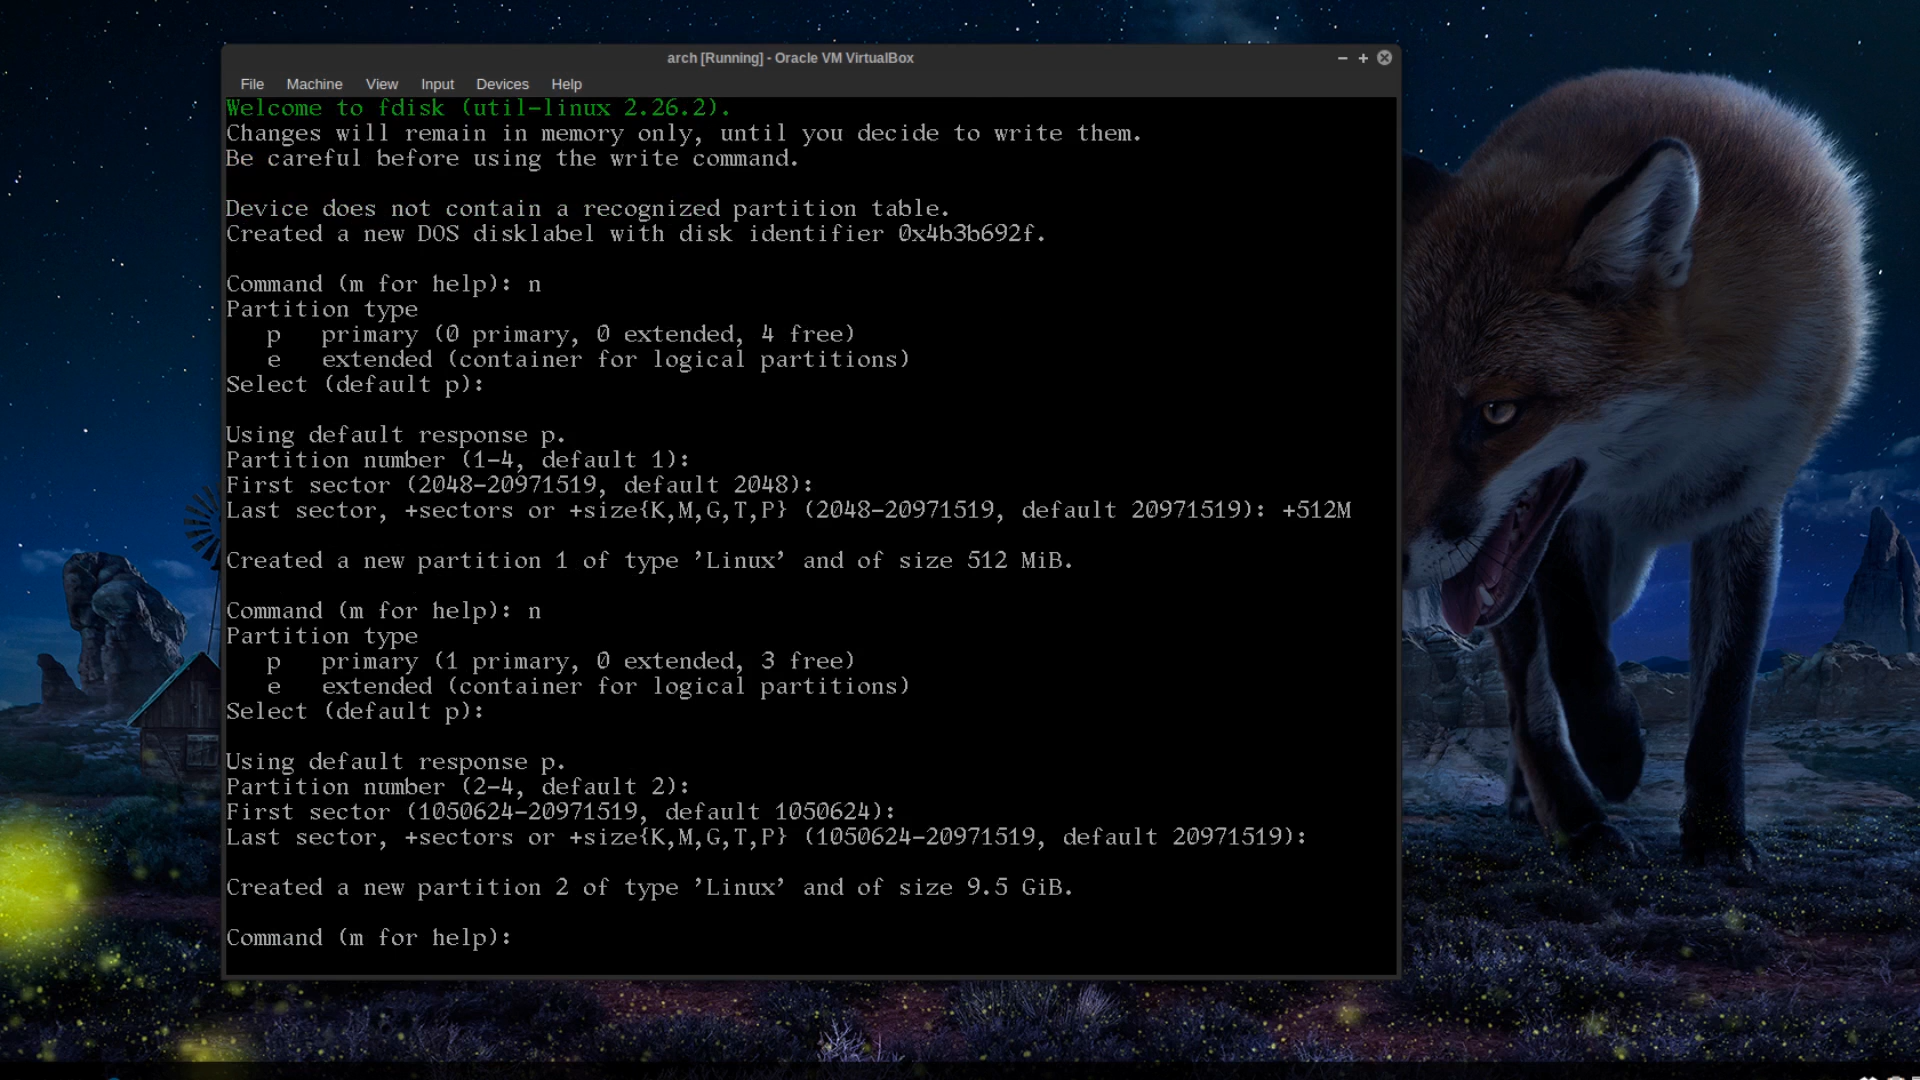 arch [Running] - Oracle VM VirtualBox
File Machine View Input Devices Help
Welcome to fdisk (util-linux 2.26.2).
Changes will remain in memory only, until you decide to write them.
Be careful before using the write command.
Device does not contain a recognized partition table.
Created a new DOS disklabel with disk identifier 0x4b3b692f.
Command (m for help): n
Partition type
p primary (0 primary, 0 extended, 4 free)
e extended (container for logical partitions)
Select (default p):
Using default response p.
Partition number (1-4, default 1):
First sector (2048-20971519, default 2048):
Last sector, +sectors or +size{K,M,G,T,P} (2048-20971519, default 20971519): +512M
Created a new partition 1 of type 'Linux' and of size 512 MiB.
Command (m for help): n
Partition type
p primary (1 primary, 0 extended, 3 free)
e extended (container for logical partitions)
Select (default p):
Using default response p.
Partition number (2-4, default 2):
First sector (1050624-20971519, default 1050624):
Last sector, +sectors or +size{K,M,G,T,P} (1050624-20971519, default 20971519):
Created a new partition 2 of type 'Linux' and of size 9.5 GiB.
Command (m for help):